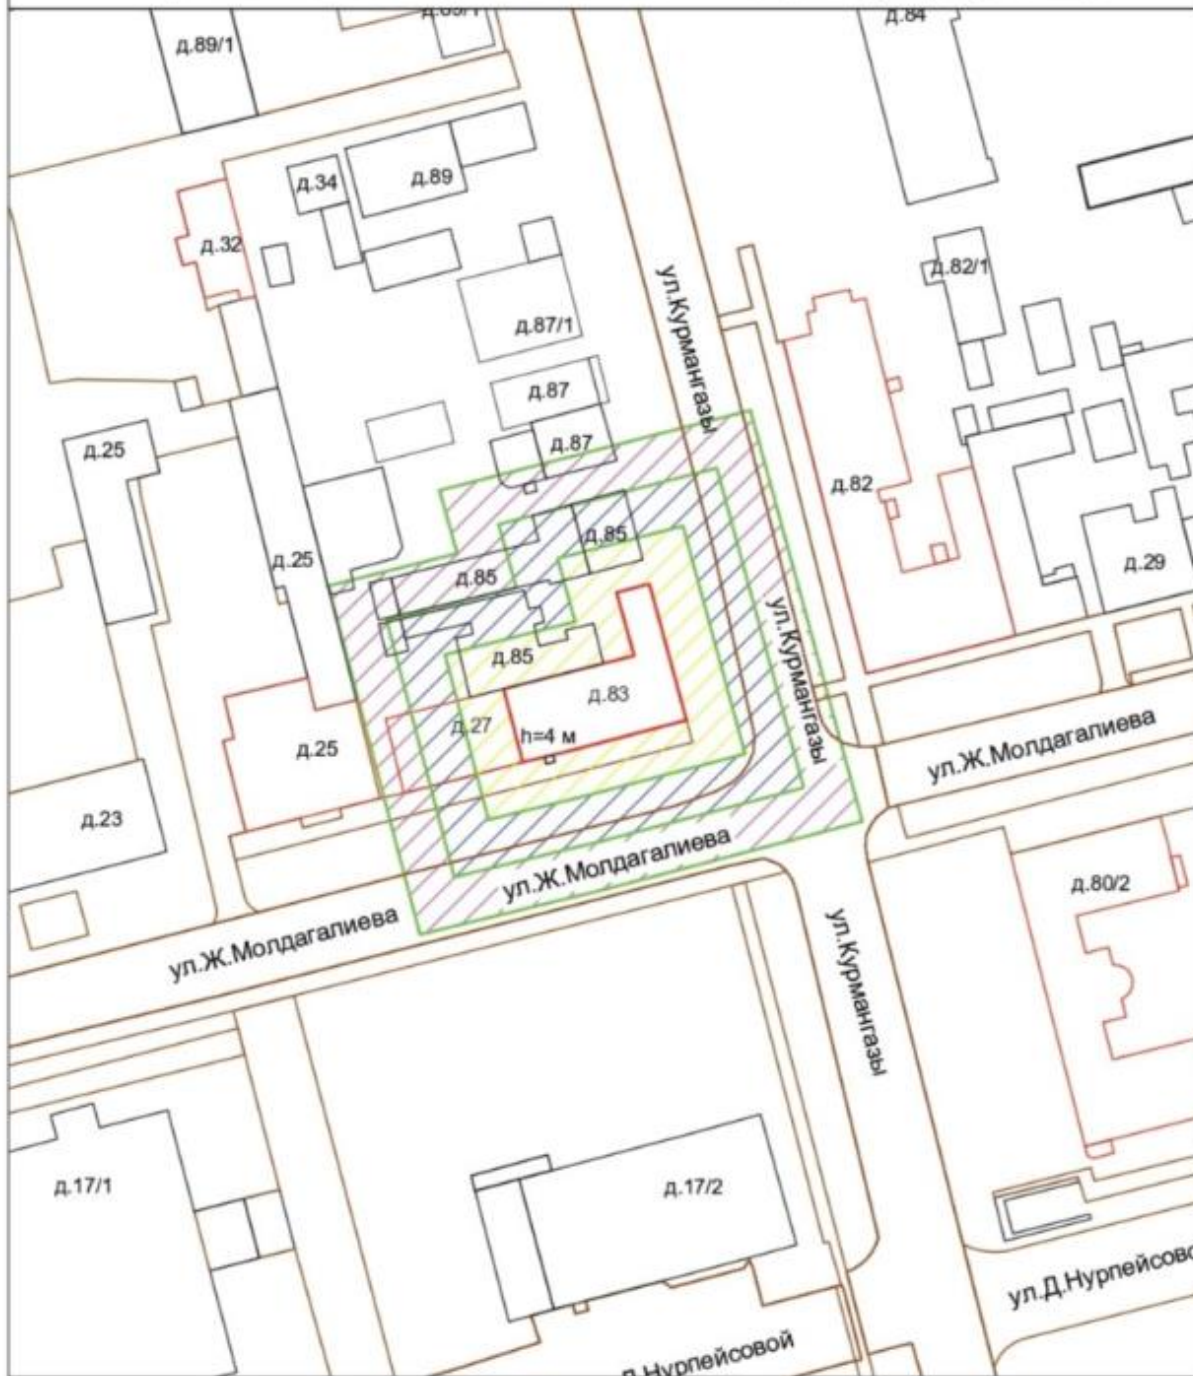 д.89/1
д.84
д.34
д.89
д.32
д.82/1
ул.Курмангазы
д.87/1
д.87
д.25
д.87
д.82
д.85
д.25
д.85
д.29
ул.Курмангазы
д.85
д.83
д.27
h=4 м
д.25
ул.Ж.Молдагалиева
д.23
ул.Ж.Молдагалиева
д.80/2
ул.Ж.Молдагалиева
ул.Курмангазы
д.17/1
д.17/2
ул.Д.Нурпейсово
Д.Нурпейсовой